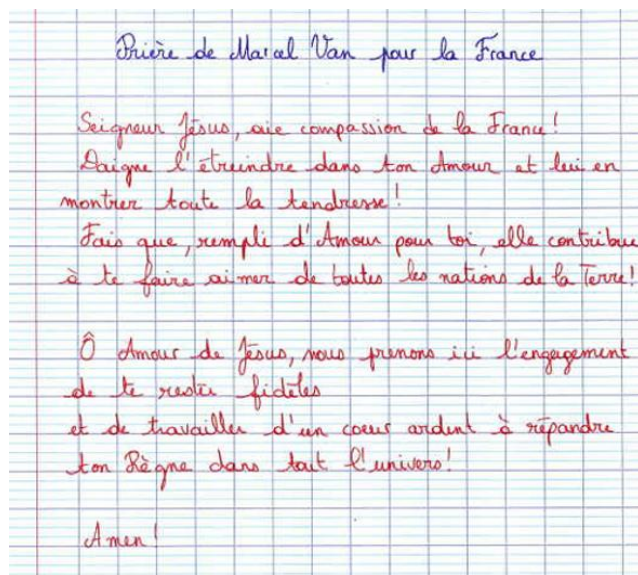 Prière de Marcel Van pour la France
Seigneur Jésus, aie compassion de la France!
Daigne l'étreindre dans ton Amour et lui en
montrer toute la tendresse!
Fais que, rempli d'Amour pour toi, elle contribue
à te faire aimer de toutes les nations de la Terre!
Ô Amour de Jésus, nous prenons ici l'engagement
de te rester fidèles
et de travailler d'un coeur ardent à répandre
ton Règne dans tout l'univers!
Amen!